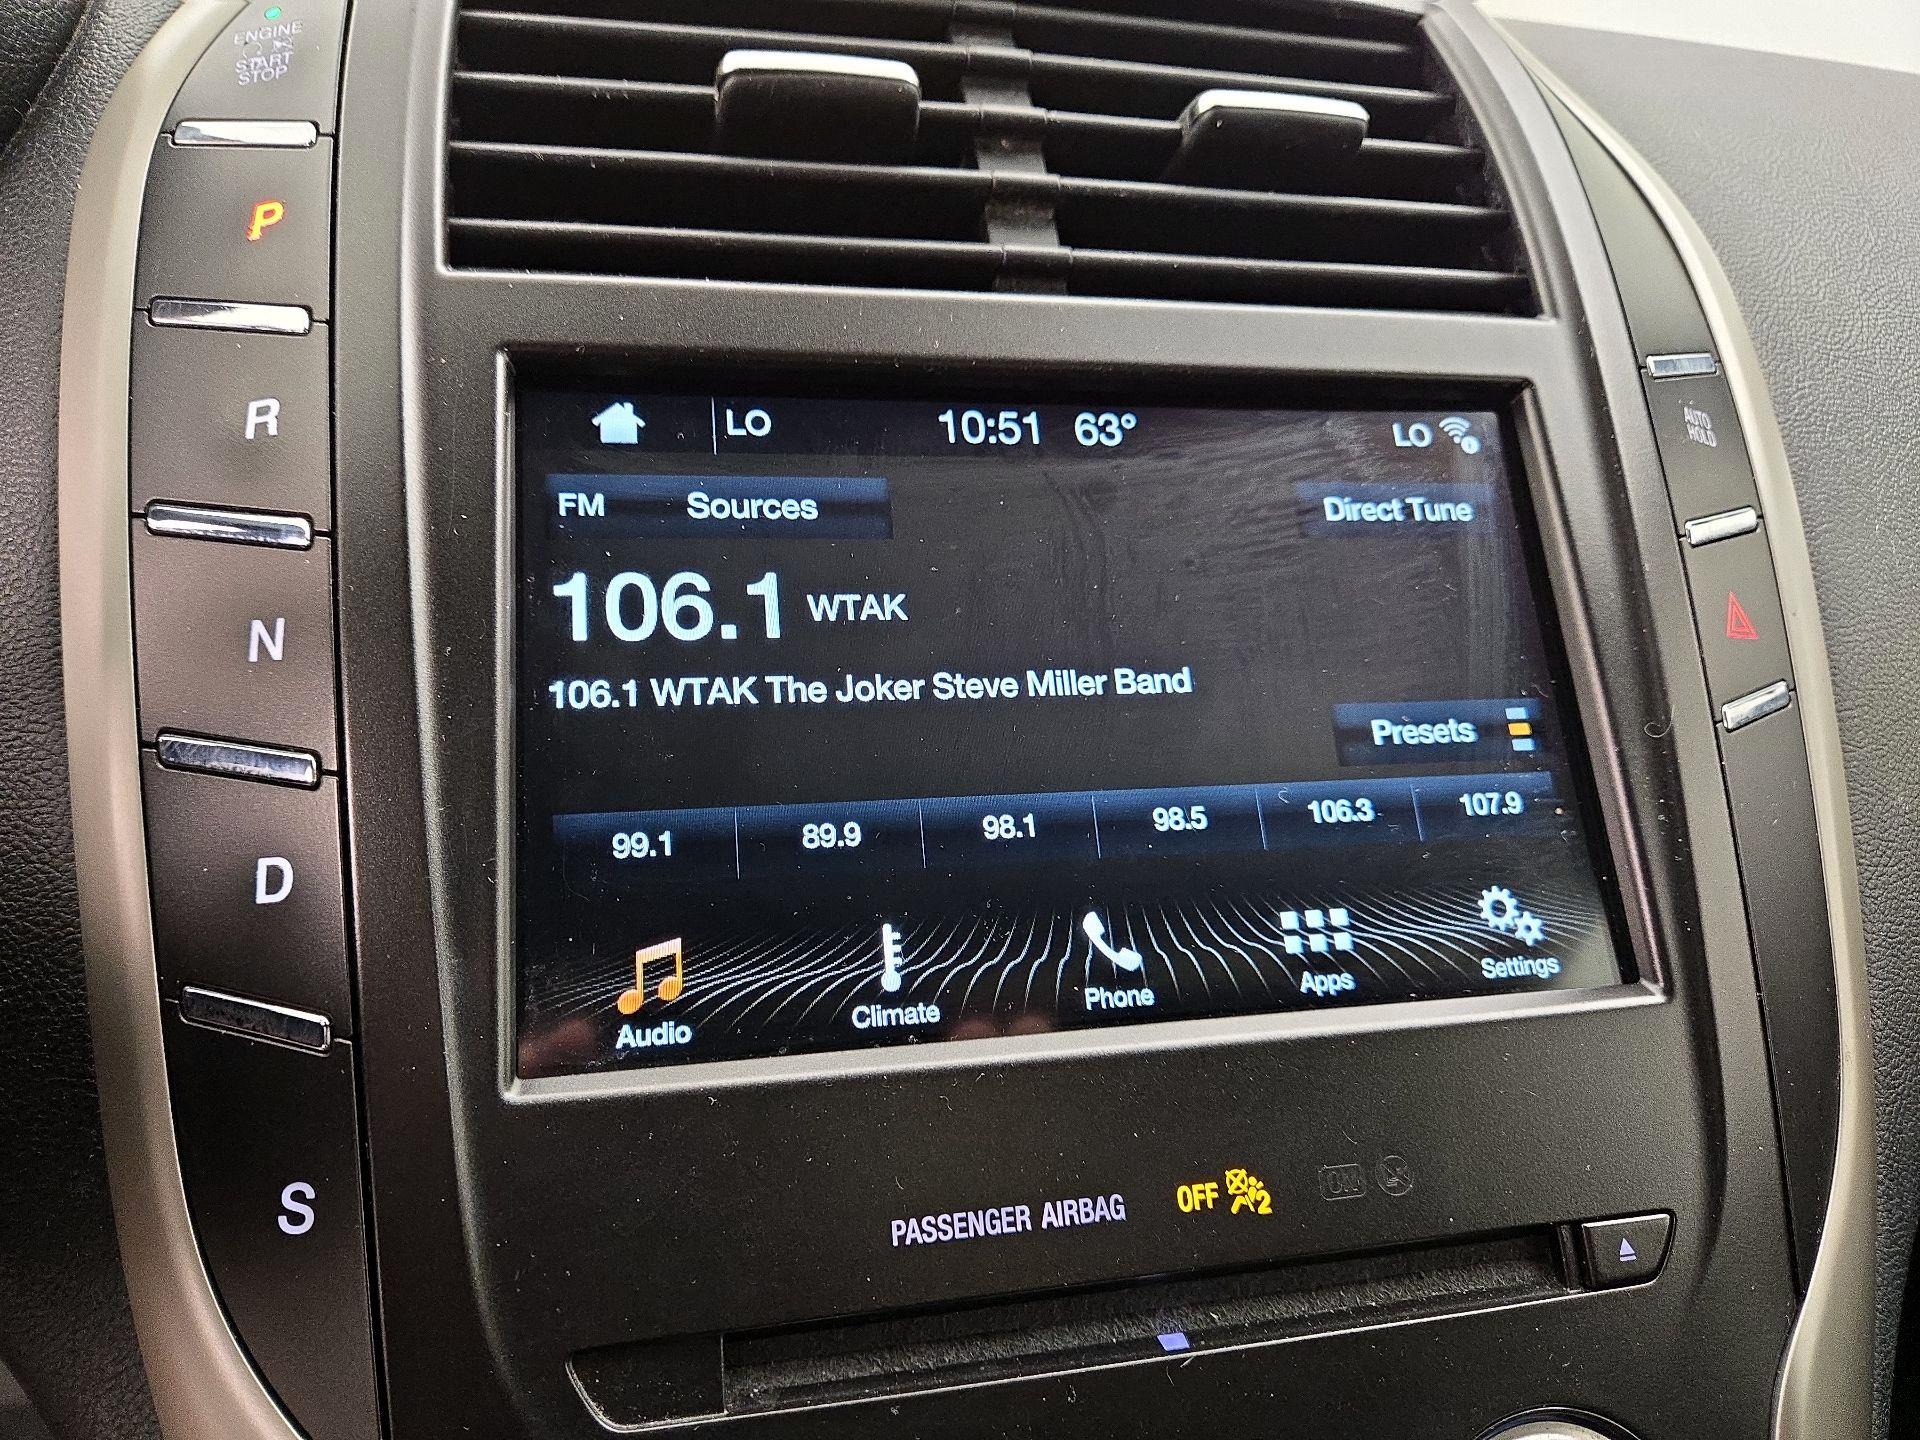 ENGINE
START
STOP
P
R
N
D
S
LO
10:51 63°
LO
FM Sources
Direct Tune
106.1 WTAK
106.1 WTAK The Joker Steve Miller Band
Presets
99.1 89.9 98.1 98.5 106.3 107.9
Audio Climate Phone Apps Settings
PASSENGER AIRBAG OFF 2 ON
AUTO
HOLD